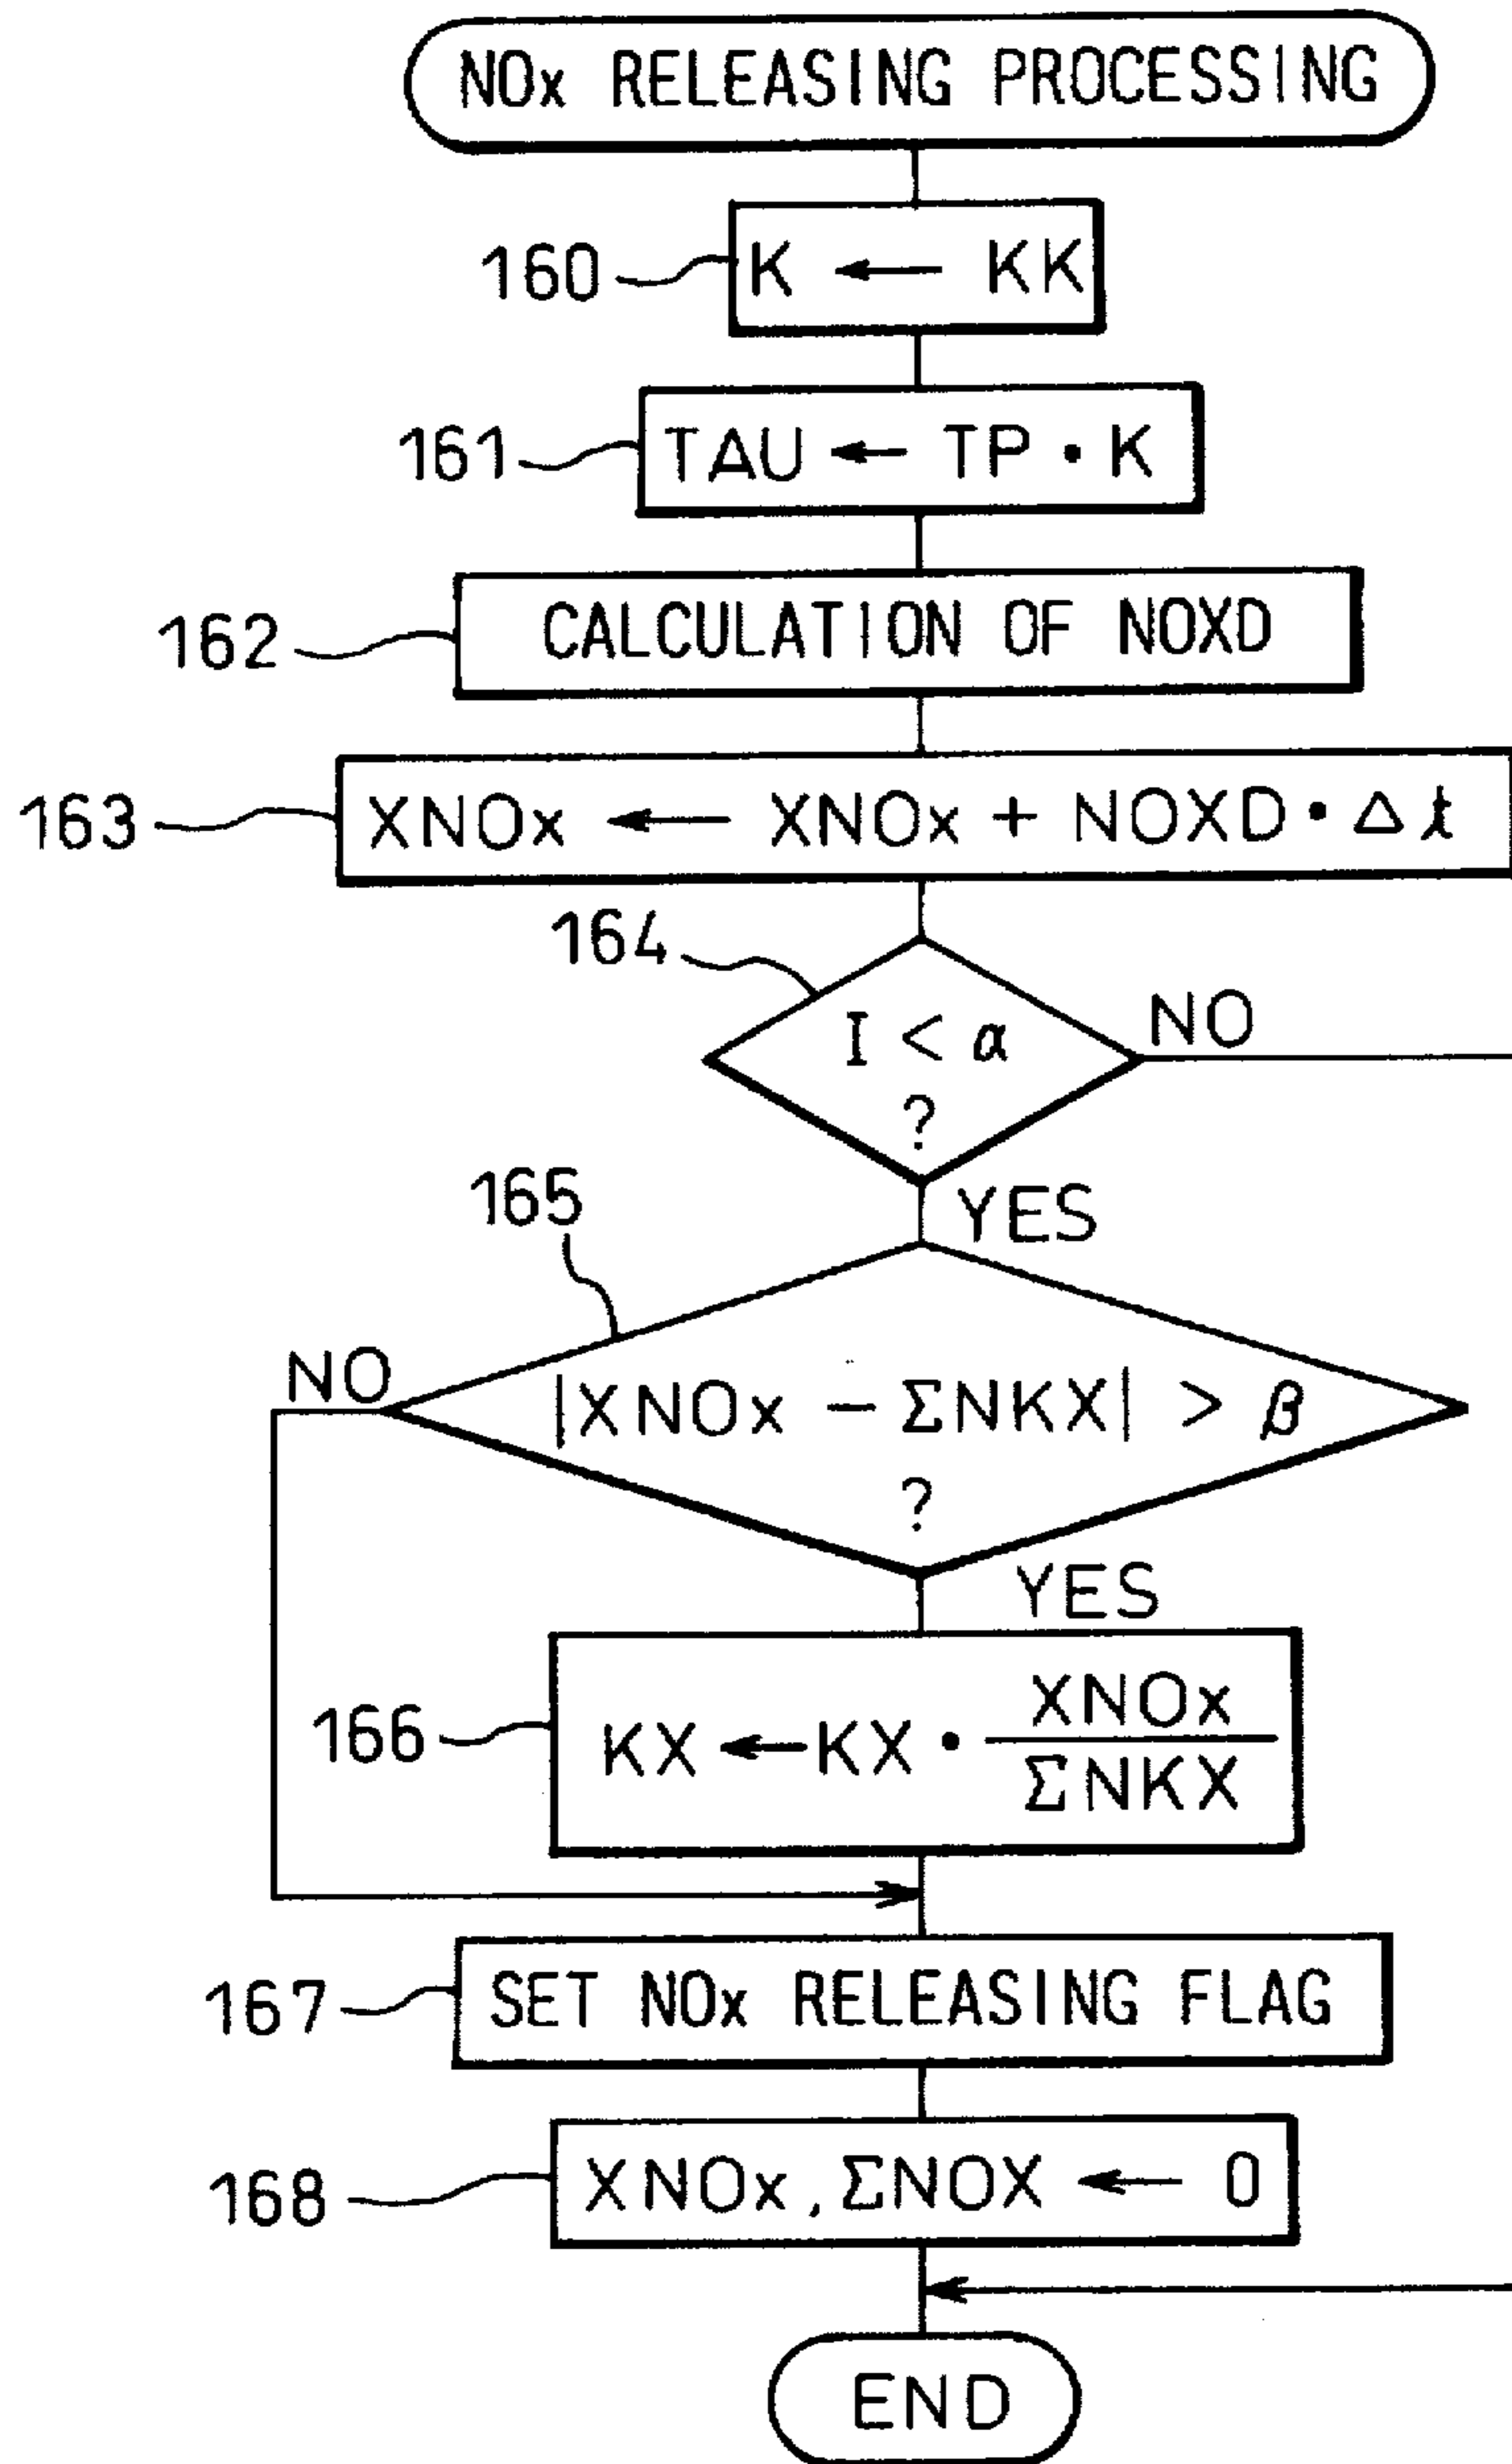 NOx RELEASING PROCESSING
160
K ← KK
161
TAU ← TP · K
162
CALCULATION OF NOXD
163
XNOx ← XNOx + NOXD · Δt
164
I < α
?
NO
YES
165
NO
|XNOx − ΣNKX| > β
?
YES
166
KX ← KX · XNOx / ΣNKX
167
SET NOx RELEASING FLAG
168
XNOx, ΣNOX ← 0
END